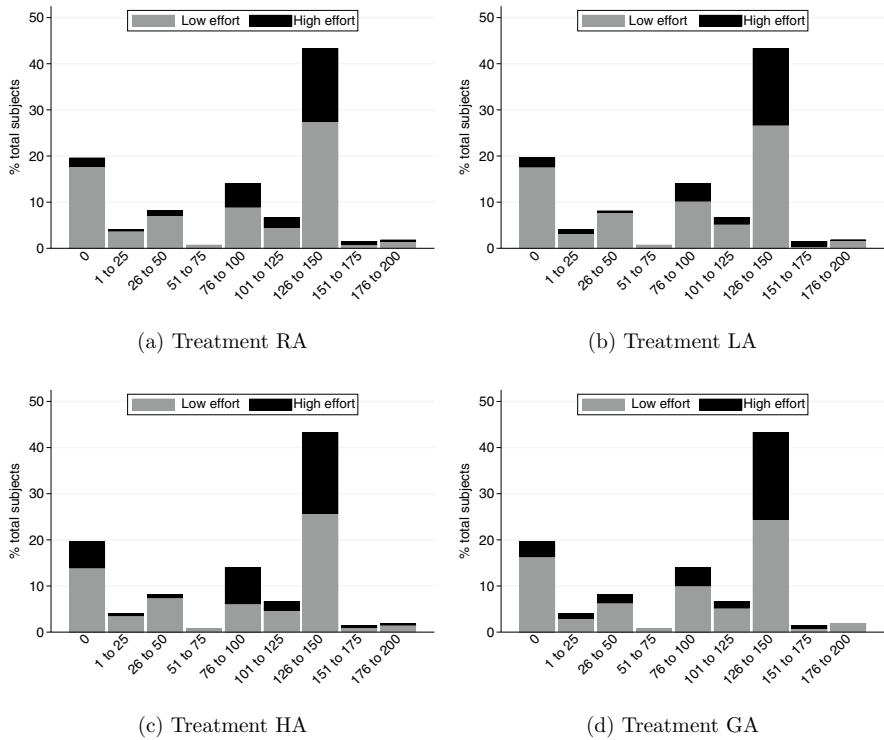 Low effort High effort
% total subjects
50
40
30
20
10
0
0
1 to 25
26 to 50
51 to 75
76 to 100
101 to 125
126 to 150
151 to 175
176 to 200
(a) Treatment RA
Low effort High effort
% total subjects
50
40
30
20
10
0
0
1 to 25
26 to 50
51 to 75
76 to 100
101 to 125
126 to 150
151 to 175
176 to 200
(b) Treatment LA
Low effort High effort
% total subjects
50
40
30
20
10
0
0
1 to 25
26 to 50
51 to 75
76 to 100
101 to 125
126 to 150
151 to 175
176 to 200
(c) Treatment HA
Low effort High effort
% total subjects
50
40
30
20
10
0
0
1 to 25
26 to 50
51 to 75
76 to 100
101 to 125
126 to 150
151 to 175
176 to 200
(d) Treatment GA